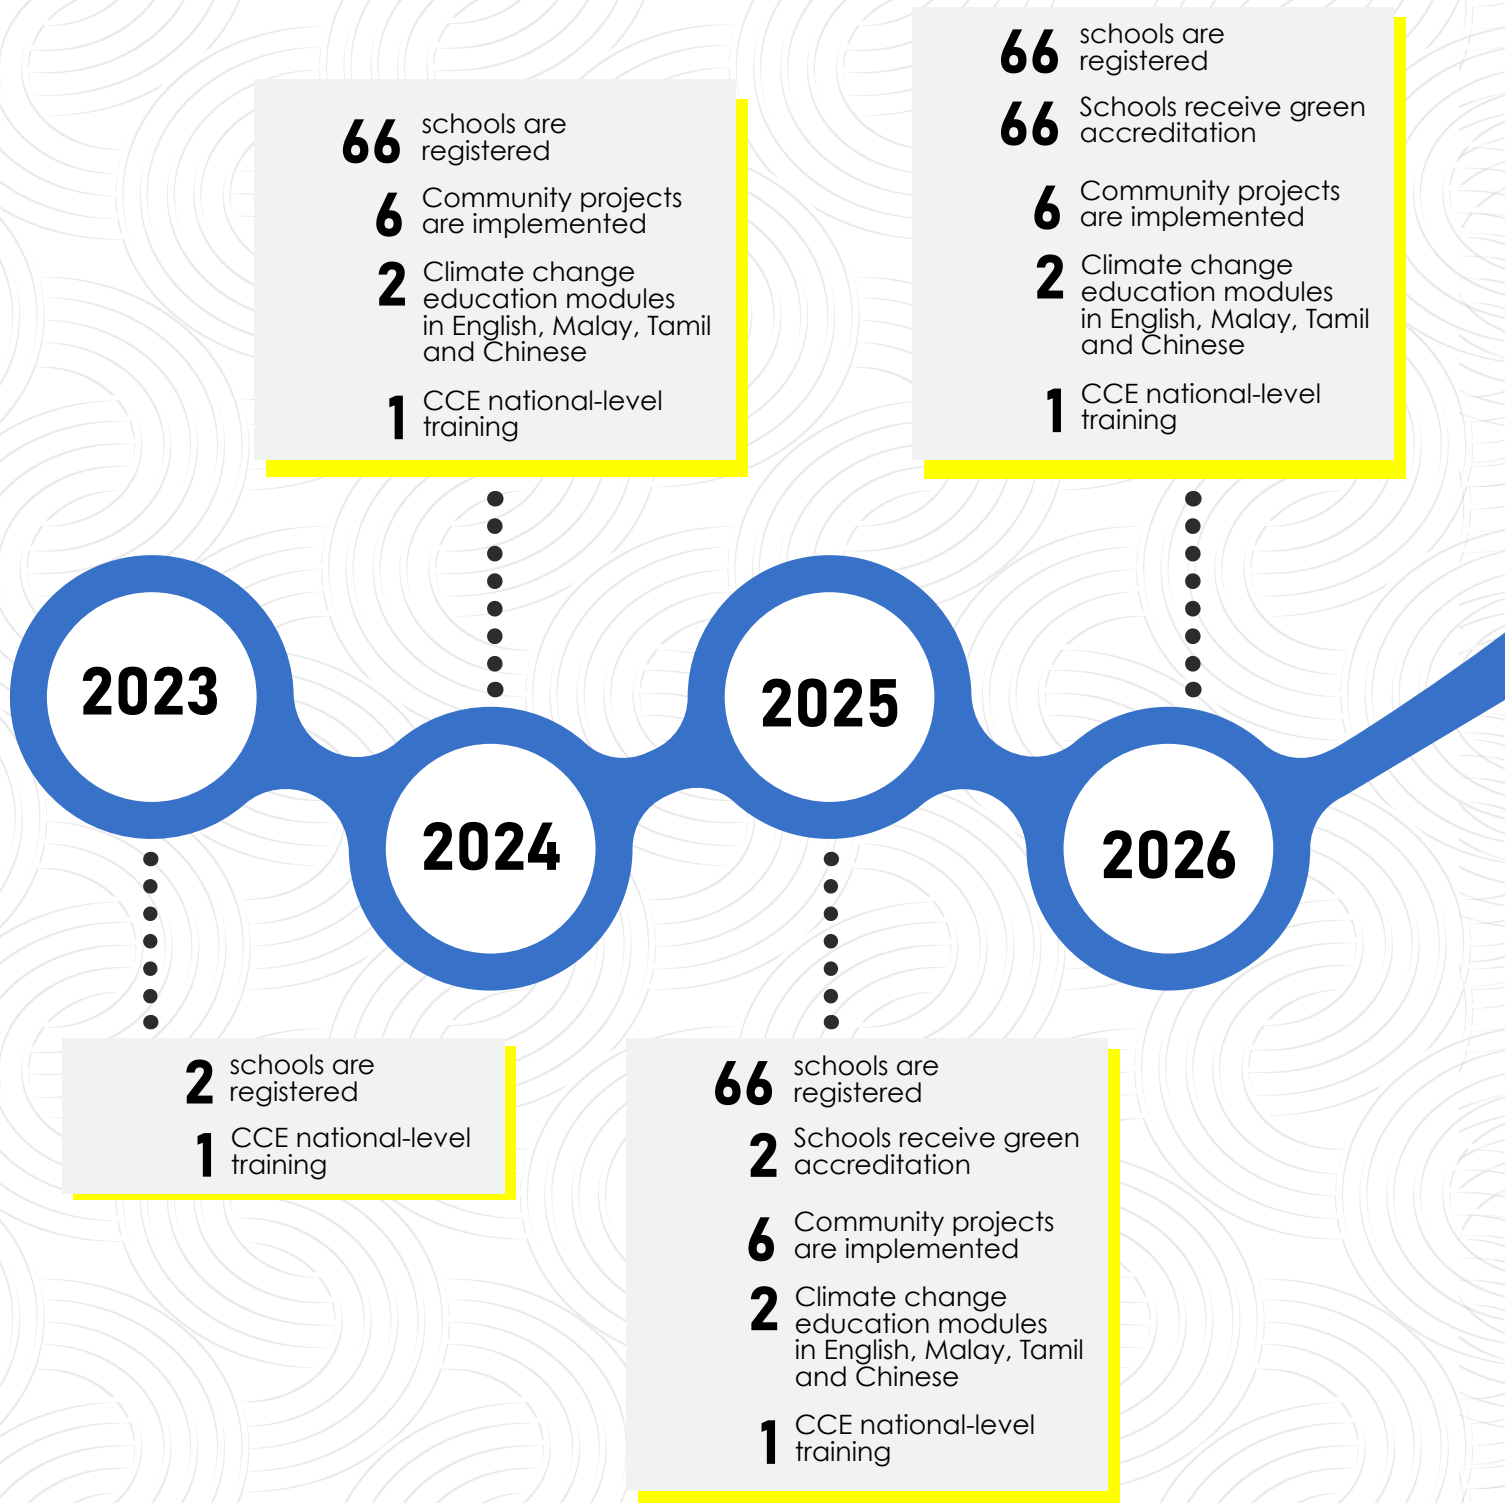 66 schools are
registered
6 Community projects
are implemented
2 Climate change
education modules
in English, Malay, Tamil
and Chinese
1 CCE national-level
training
66 schools are
registered
66 Schools receive green
accreditation
6 Community projects
are implemented
2 Climate change
education modules
in English, Malay, Tamil
and Chinese
1 CCE national-level
training
2023
2024
2025
2026
2 schools are
registered
1 CCE national-level
training
66 schools are
registered
2 Schools receive green
accreditation
6 Community projects
are implemented
2 Climate change
education modules
in English, Malay, Tamil
and Chinese
1 CCE national-level
training